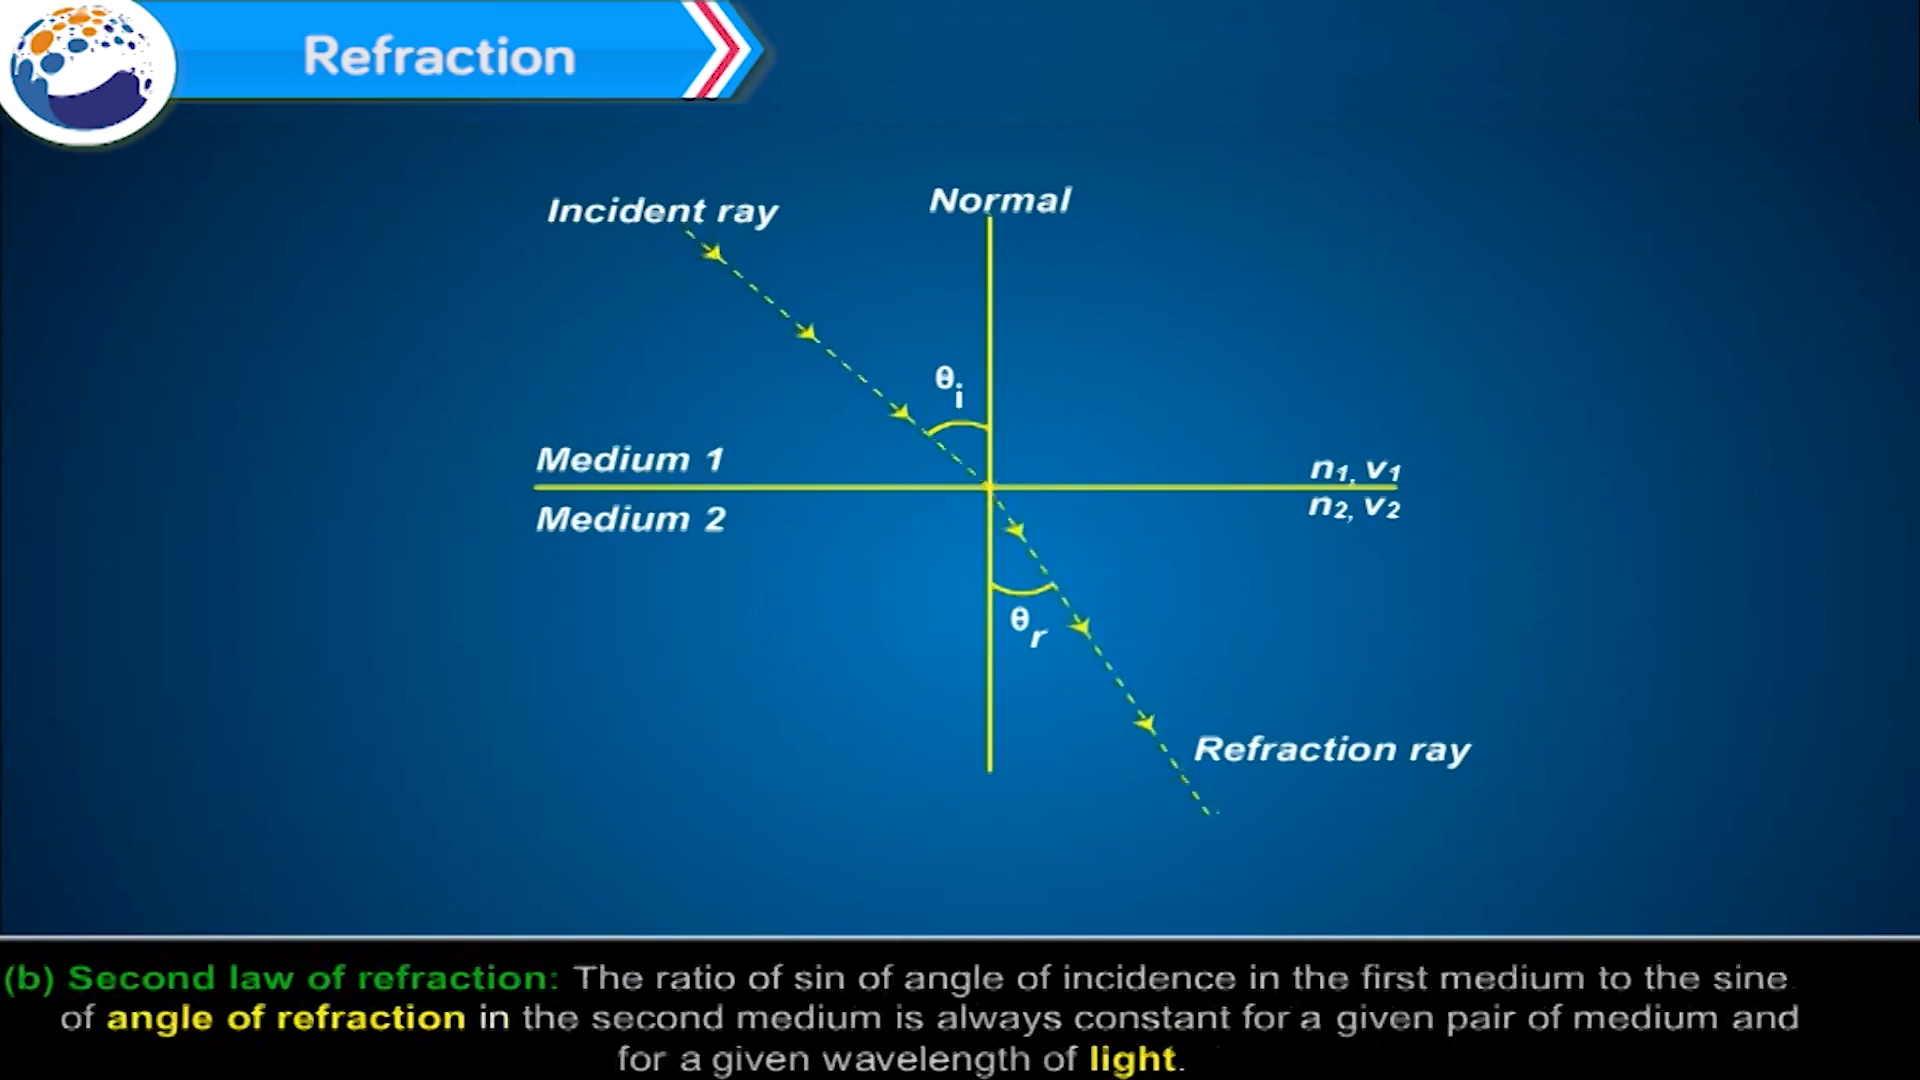 Refraction
Incident ray
Normal
θi
Medium 1
n1, v1
Medium 2
n2, v2
θr
Refraction ray
(b) Second law of refraction: The ratio of sin of angle of incidence in the first medium to the sine
of angle of refraction in the second medium is always constant for a given pair of medium and
for a given wavelength of light.